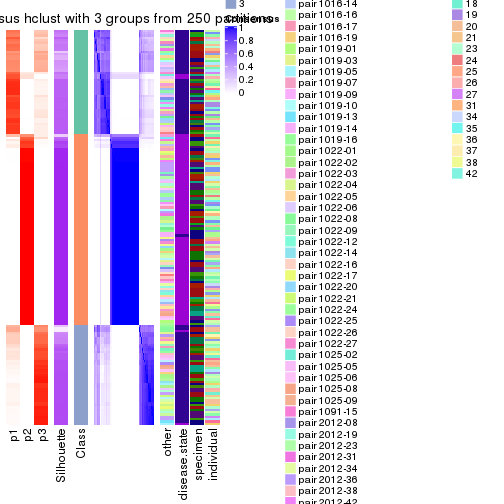 sus hclust with 3 groups from 250 partitions
3
1
0.8
0.6
0.4
0.2
0
p1
p2
p3
Silhouette
Class
other
disease.state
specimen
individual
pair1016-14
pair1016-16
pair1016-17
pair1016-19
pair1019-01
pair1019-03
pair1019-05
pair1019-07
pair1019-09
pair1019-10
pair1019-13
pair1019-14
pair1019-16
pair1022-01
pair1022-02
pair1022-03
pair1022-04
pair1022-05
pair1022-06
pair1022-08
pair1022-09
pair1022-12
pair1022-14
pair1022-16
pair1022-17
pair1022-20
pair1022-21
pair1022-24
pair1022-25
pair1022-26
pair1022-27
pair1025-02
pair1025-05
pair1025-06
pair1025-08
pair1025-09
pair1091-15
pair2012-08
pair2012-19
pair2012-23
pair2012-31
pair2012-34
pair2012-36
pair2012-38
pair2012-42
18
19
20
21
23
24
25
26
27
31
34
35
36
37
38
42